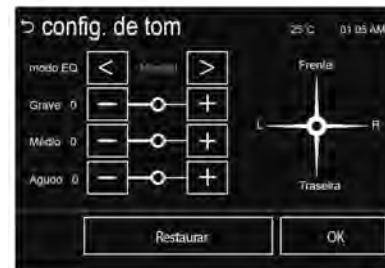 config. de tom
25°C 01:05 AM
modo EQ < > Frente
Grave 0 − +
L R
Médio 0 − +
Agudo 0 − +
Traseira
Restaurar OK